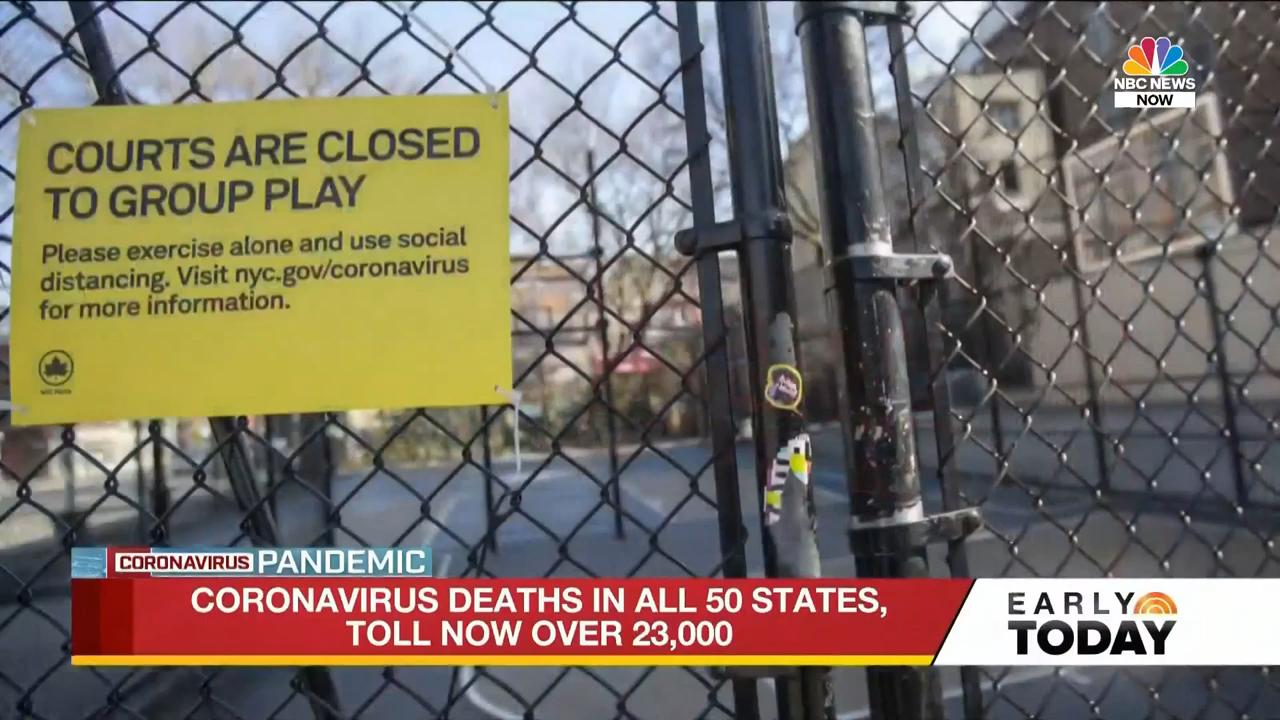 NBC NEWS
NOW
COURTS ARE CLOSED
TO GROUP PLAY
Please exercise alone and use social
distancing. Visit nyc.gov/coronavirus
for more information.
NYC Parks
CORONAVIRUS PANDEMIC
CORONAVIRUS DEATHS IN ALL 50 STATES,
TOLL NOW OVER 23,000
EARLY
TODAY